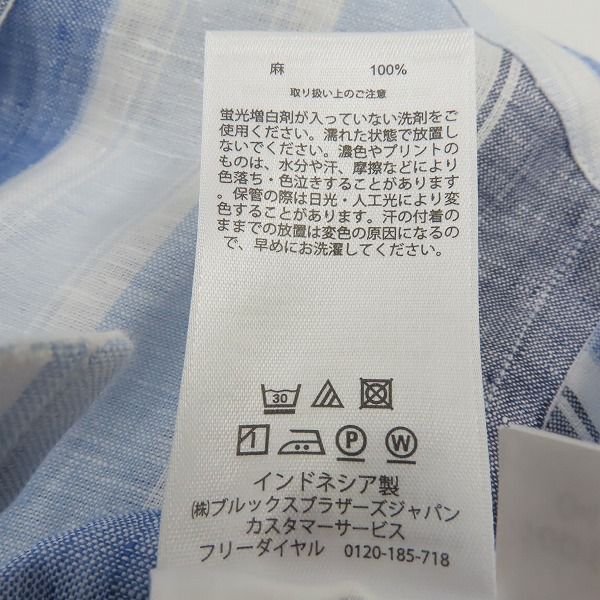 麻 100%
取り扱い上のご注意
蛍光増白剤が入っていない洗剤をご
使用ください。濡れた状態で放置し
ないでください。濃色やプリントの
ものは、水分や汗、摩擦などにより
色落ち・色泣きすることがあります
。保管の際は日光・人工光により変
色することがあります。汗の付着の
ままでの放置は変色の原因になるの
で、早めにお洗濯してください。
30
P W
インドネシア製
㈱ブルックスブラザーズジャパン
カスタマーサービス
フリーダイヤル 0120-185-718